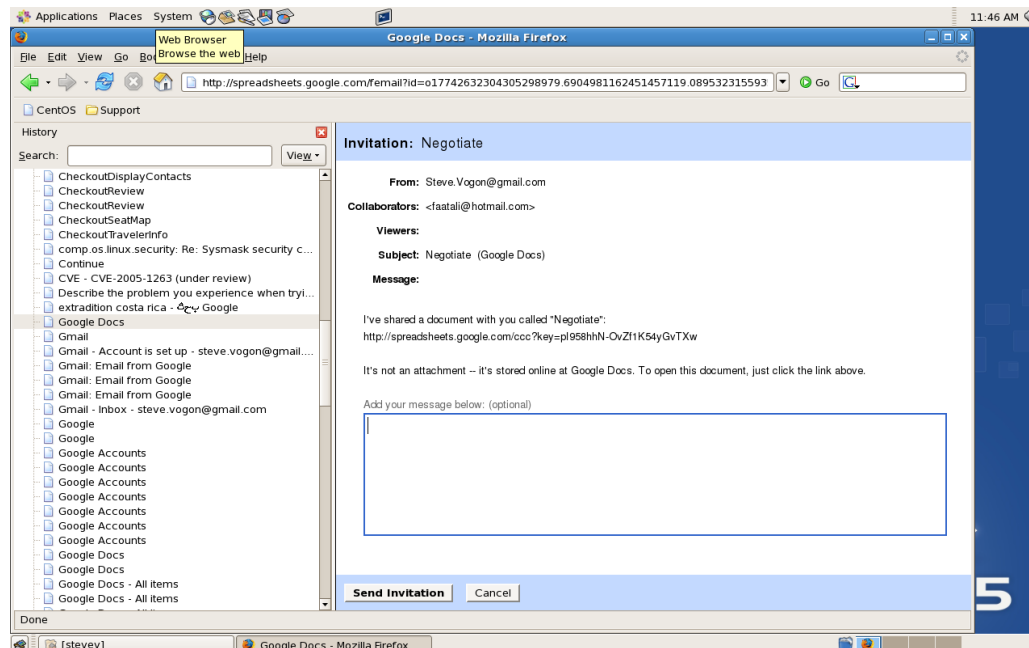 Applications Places System
11:46 AM
Google Docs - Mozilla Firefox
Web Browser
Browse the web
File Edit View Go Bo Help
http://spreadsheets.google.com/femail?id=o17742632304305298979.6904981162451457119.089532315593 Go
CentOS Support
History
Search: View
CheckoutDisplayContacts
CheckoutReview
CheckoutReview
CheckoutSeatMap
CheckoutTravelerInfo
comp.os.linux.security: Re: Sysmask security c...
Continue
CVE - CVE-2005-1263 (under review)
Describe the problem you experience when tryi...
extradition costa rica - Google
Google Docs
Gmail
Gmail - Account is set up - steve.vogon@gmail....
Gmail: Email from Google
Gmail: Email from Google
Gmail: Email from Google
Gmail - Inbox - steve.vogon@gmail.com
Google
Google
Google Accounts
Google Accounts
Google Accounts
Google Accounts
Google Accounts
Google Accounts
Google Accounts
Google Docs
Google Docs
Google Docs - All items
Google Docs - All items
Invitation: Negotiate
From: Steve.Vogon@gmail.com
Collaborators: <faatali@hotmail.com>
Viewers:
Subject: Negotiate (Google Docs)
Message:
I've shared a document with you called "Negotiate":
http://spreadsheets.google.com/ccc?key=pI958hhN-OvZf1K54yGvTXw
It's not an attachment -- it's stored online at Google Docs. To open this document, just click the link above.
Add your message below: (optional)
Send Invitation Cancel
5
Done
[stevev]
Google Docs - Mozilla Firefox